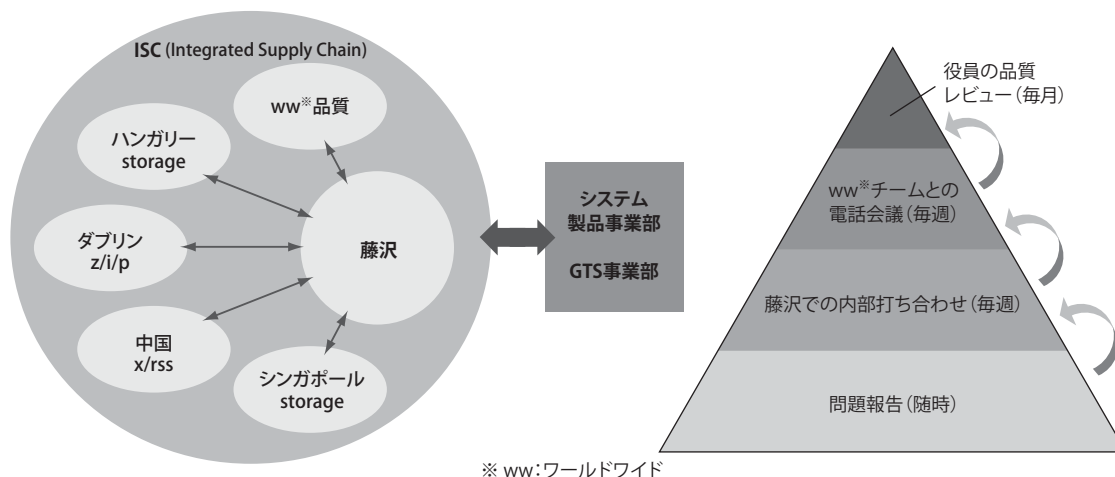 ISC (Integrated Supply Chain)
ww※品質
ハンガリー
storage
ダブリン
z/i/p
藤沢
中国
x/rss
シンガポール
storage
システム
製品事業部
GTS事業部
役員の品質
レビュー(毎月)
ww※チームとの
電話会議(毎週)
藤沢での内部打ち合わせ(毎週)
問題報告(随時)
※ ww:ワールドワイド